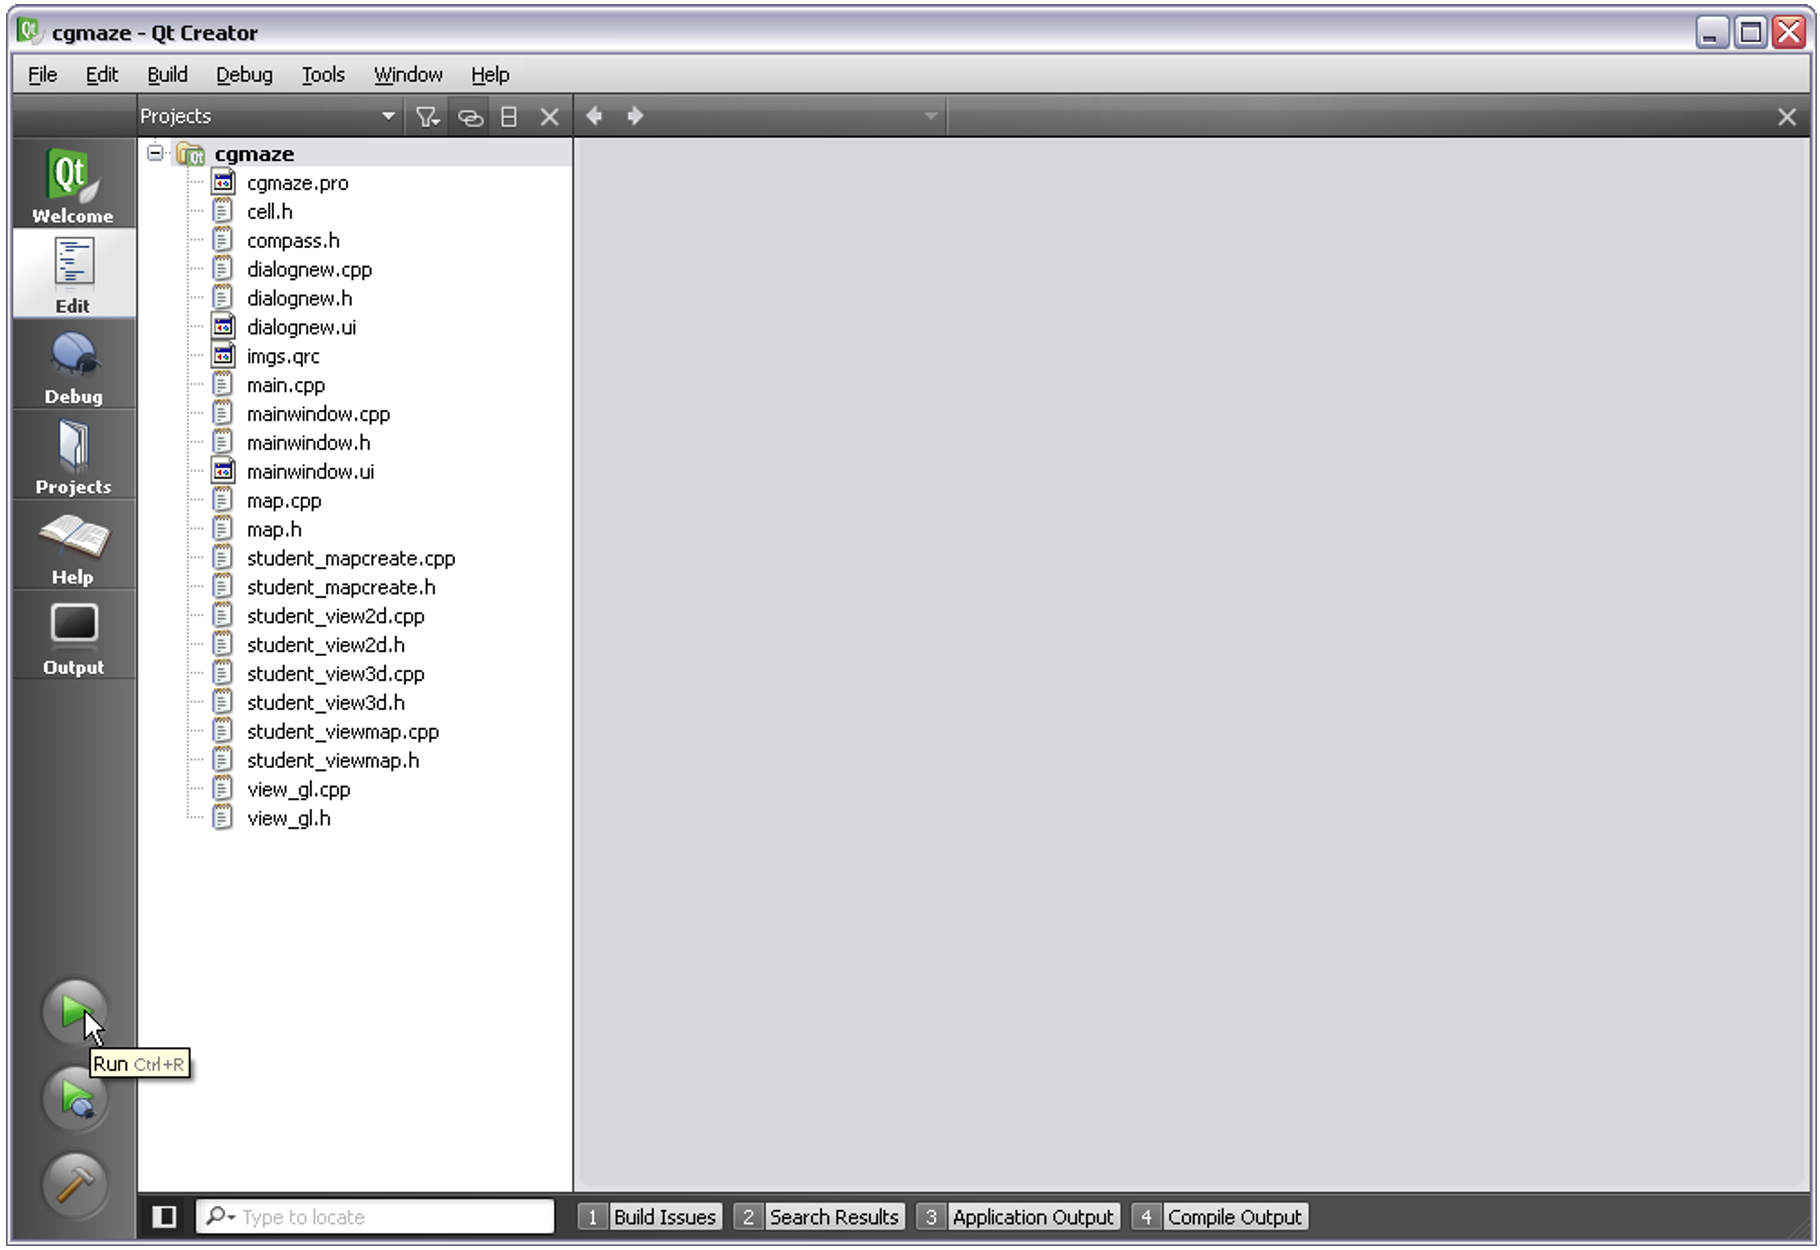 cgmaze - Qt Creator
File Edit Build Debug Tools Window Help
Projects
Qt
Welcome
Edit
Debug
Projects
Help
Output
cgmaze
cgmaze.pro
cell.h
compass.h
dialognew.cpp
dialognew.h
dialognew.ui
imgs.qrc
main.cpp
mainwindow.cpp
mainwindow.h
mainwindow.ui
map.cpp
map.h
student_mapcreate.cpp
student_mapcreate.h
student_view2d.cpp
student_view2d.h
student_view3d.cpp
student_view3d.h
student_viewmap.cpp
student_viewmap.h
view_gl.cpp
view_gl.h
Run Ctrl+R
Type to locate
1 Build Issues 2 Search Results 3 Application Output 4 Compile Output